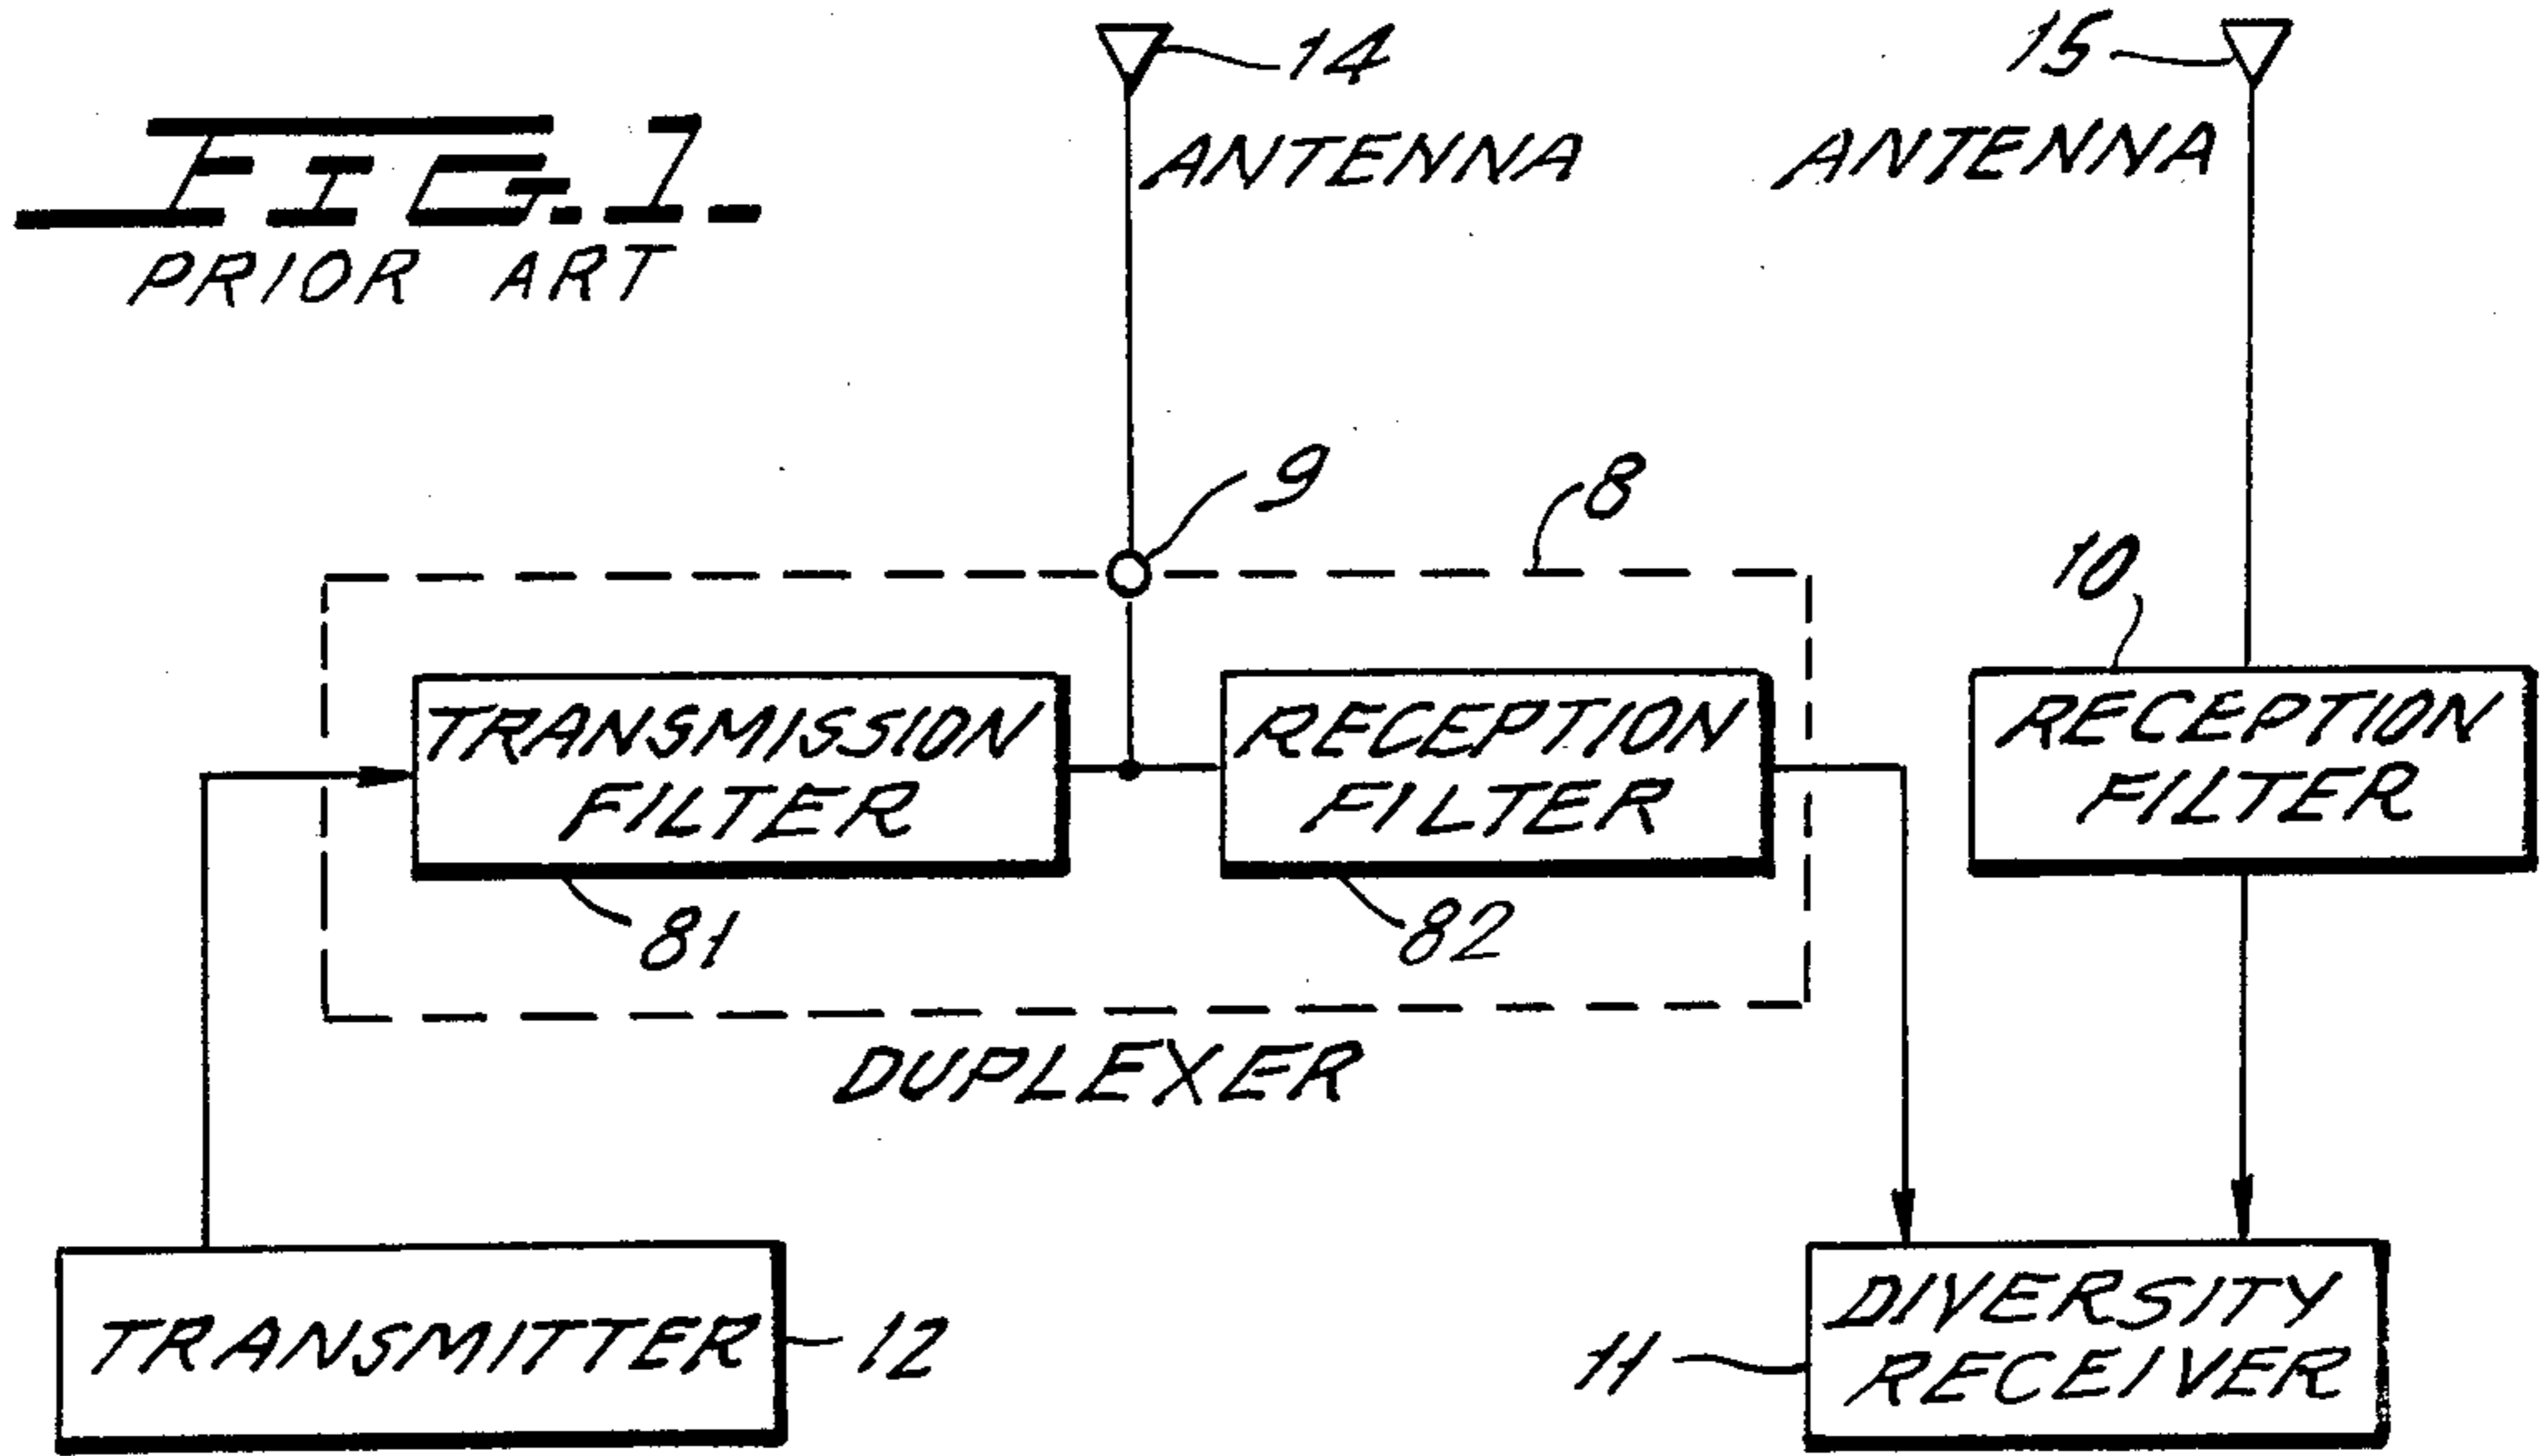 FIG. 1.
PRIOR ART
14
ANTENNA
15
ANTENNA
9
8
10
TRANSMISSION
FILTER
81
RECEPTION
FILTER
82
RECEPTION
FILTER
DUPLEXER
TRANSMITTER
12
11
DIVERSITY
RECEIVER